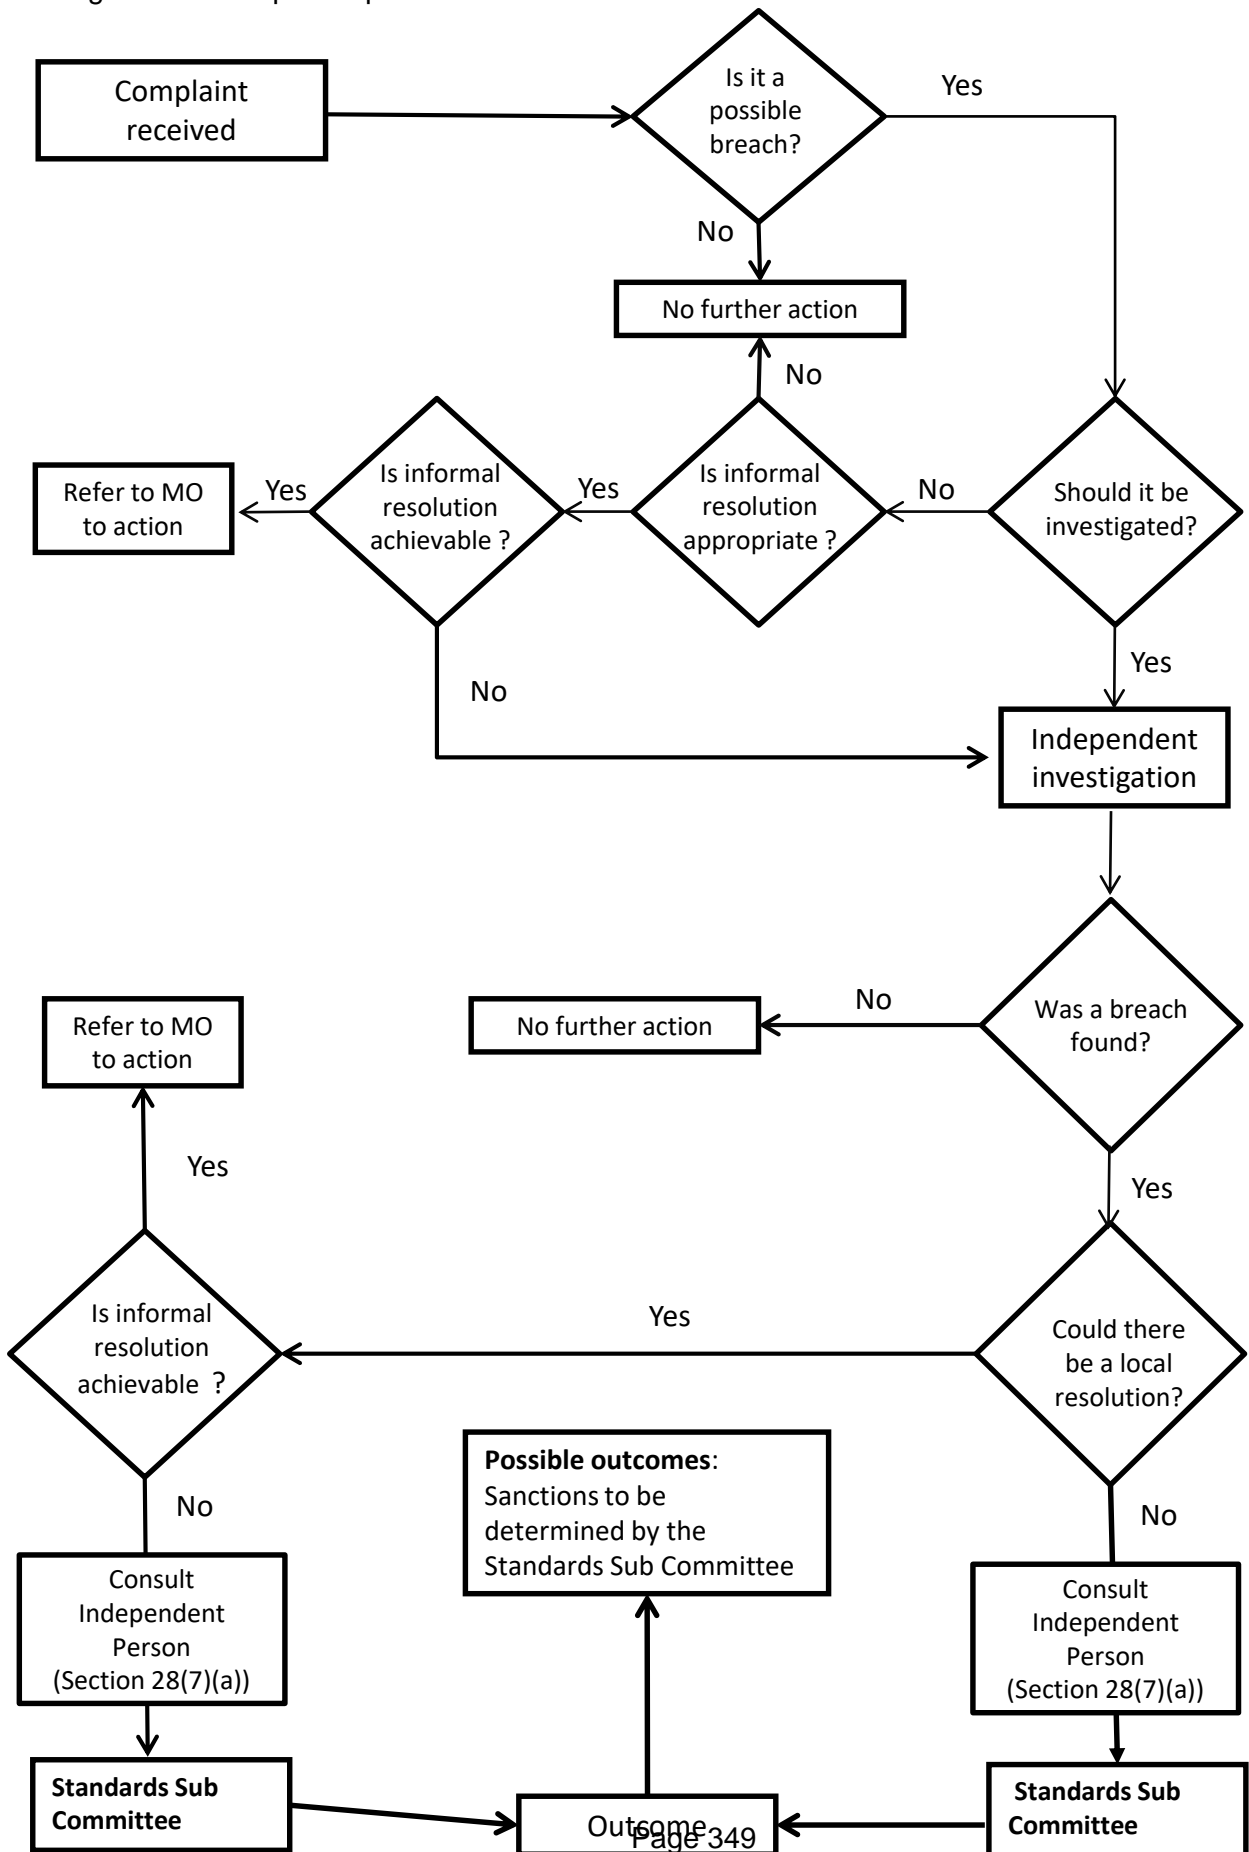 Complaint
received
Is it a
possible
breach?
Yes
No
No further action
No
Refer to MO
to action
Yes
Is informal
resolution
achievable ?
Yes
Is informal
resolution
appropriate ?
No
Should it be
investigated?
Yes
No
Independent
investigation
Was a breach
found?
No
No further action
Refer to MO
to action
Yes
Yes
Is informal
resolution
achievable ?
Yes
Could there
be a local
resolution?
Possible outcomes:
Sanctions to be
determined by the
Standards Sub Committee
No
No
Consult
Independent
Person
(Section 28(7)(a))
Consult
Independent
Person
(Section 28(7)(a))
Standards Sub
Committee
Outcome
Standards Sub
Committee
Page 349